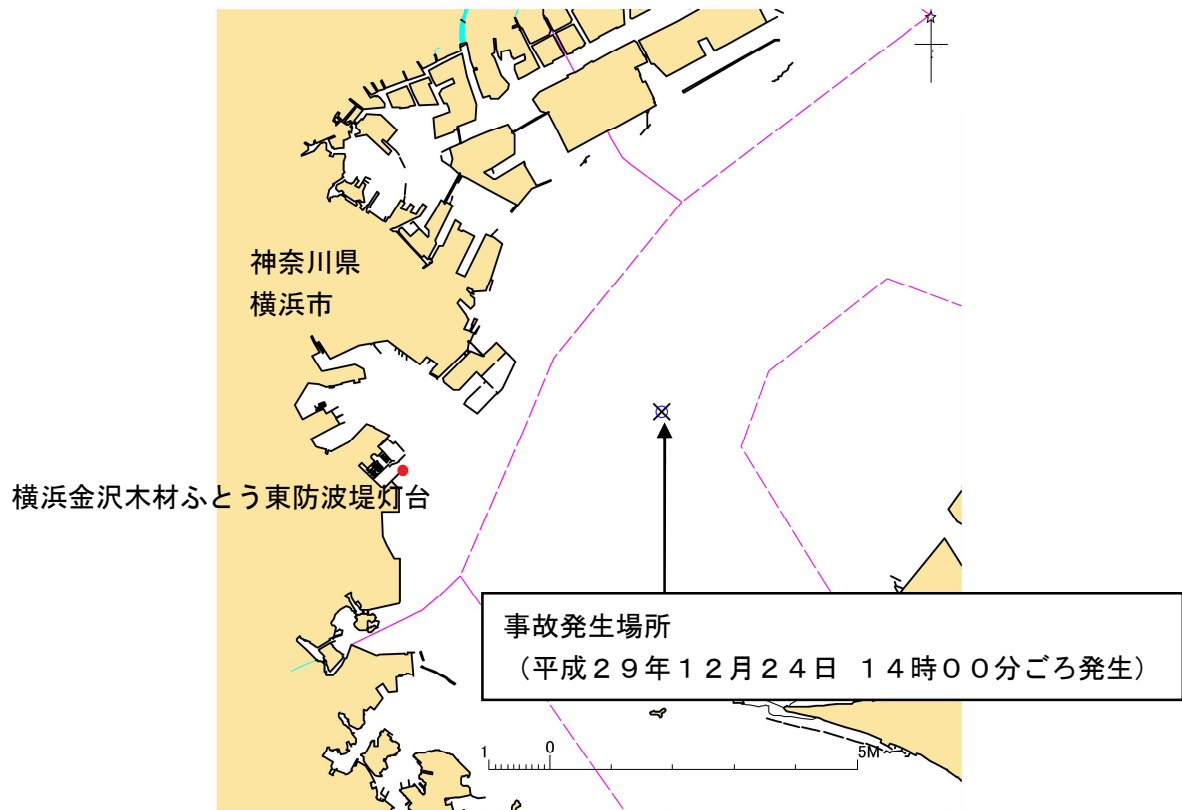 神奈川県
横浜市
横浜金沢木材ふとう東防波堤灯台
事故発生場所
（平成２９年１２月２４日 １４時００分ごろ発生）
1 0 5M